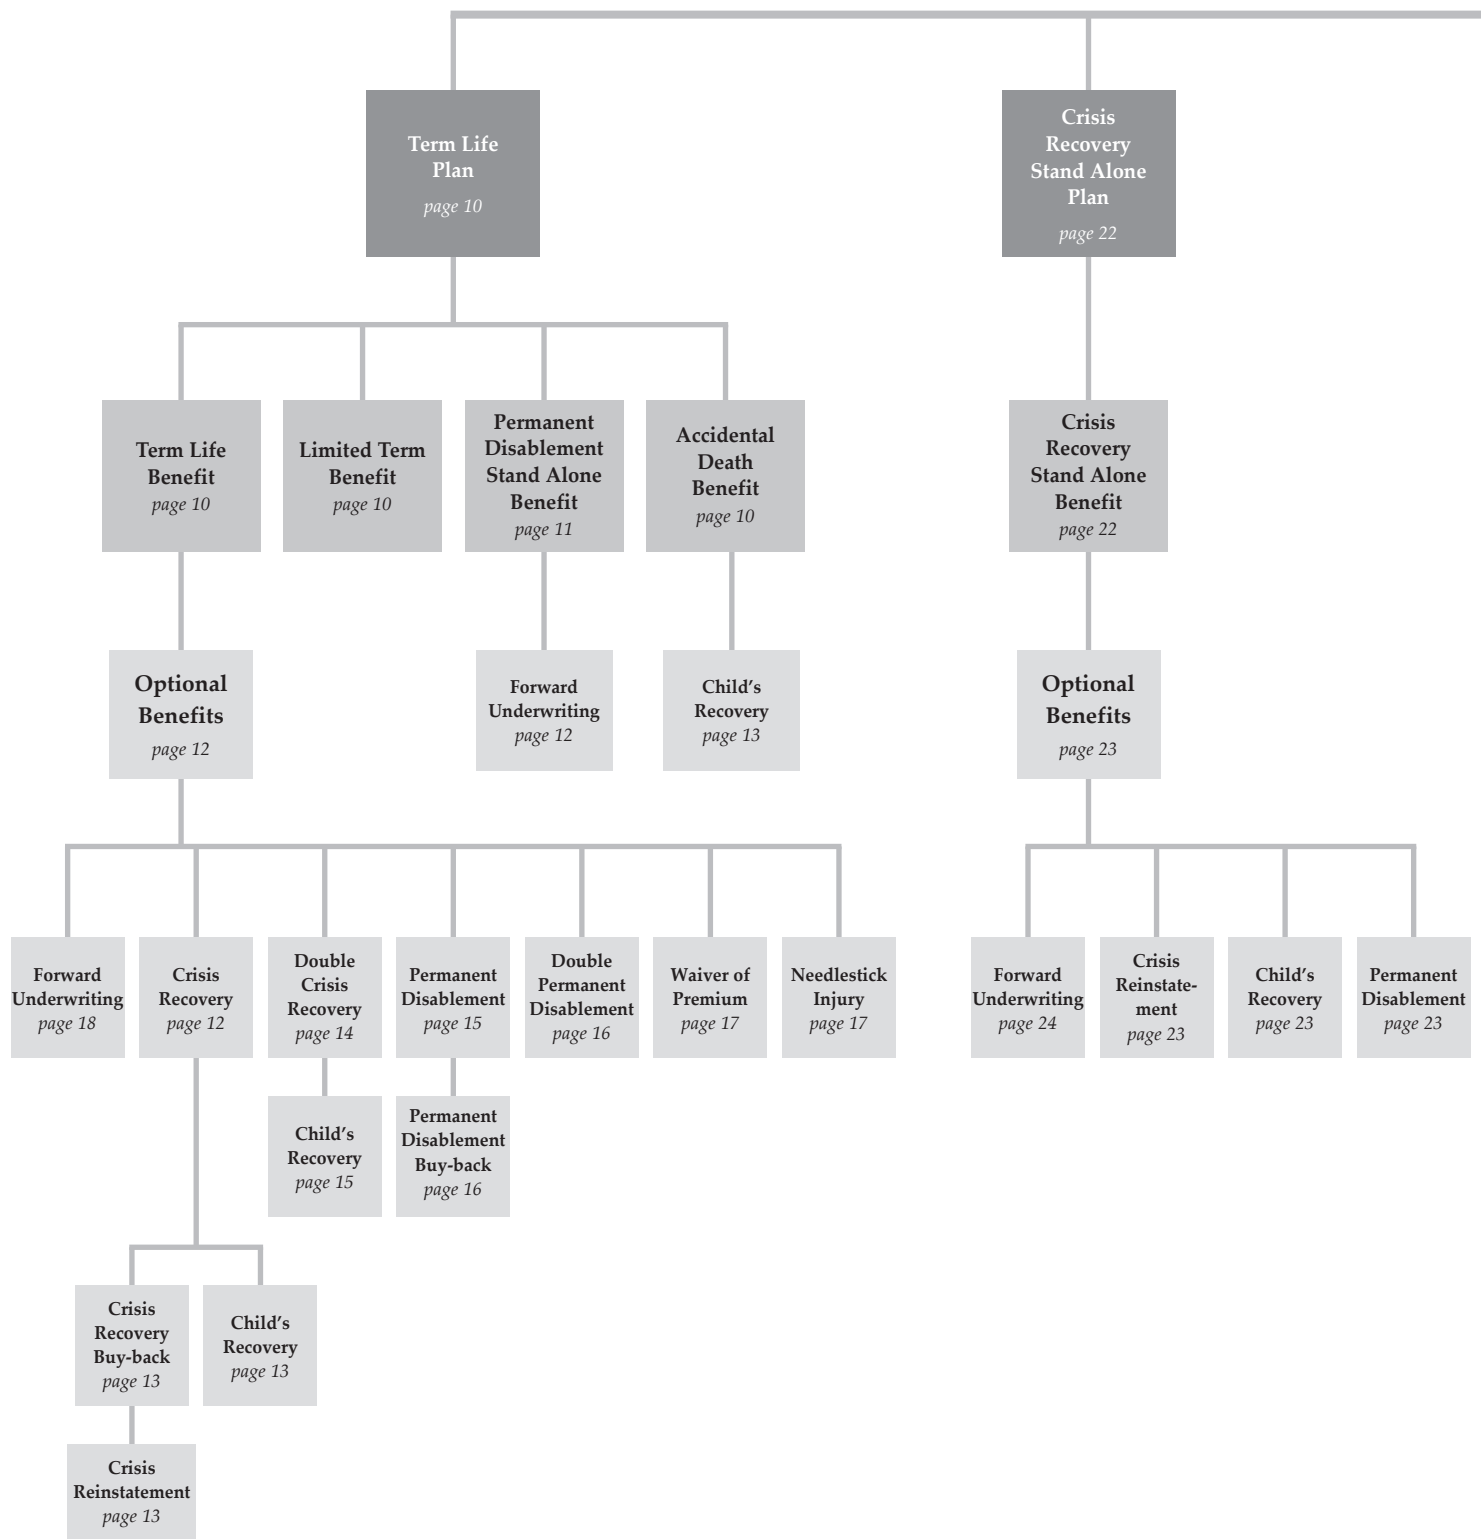 Term Life
Plan
page 10
Crisis
Recovery
Stand Alone
Plan
page 22
Term Life
Benefit
page 10
Limited Term
Benefit
page 10
Permanent
Disablement
Stand Alone
Benefit
page 11
Accidental
Death
Benefit
page 10
Crisis
Recovery
Stand Alone
Benefit
page 22
Optional
Benefits
page 12
Forward
Underwriting
page 12
Child's
Recovery
page 13
Optional
Benefits
page 23
Forward
Underwriting
page 18
Crisis
Recovery
page 12
Double
Crisis
Recovery
page 14
Permanent
Disablement
page 15
Double
Permanent
Disablement
page 16
Waiver of
Premium
page 17
Needlestick
Injury
page 17
Forward
Underwriting
page 24
Crisis
Reinstate-
ment
page 23
Child's
Recovery
page 23
Permanent
Disablement
page 23
Child's
Recovery
page 15
Permanent
Disablement
Buy-back
page 16
Crisis
Recovery
Buy-back
page 13
Child's
Recovery
page 13
Crisis
Reinstatement
page 13